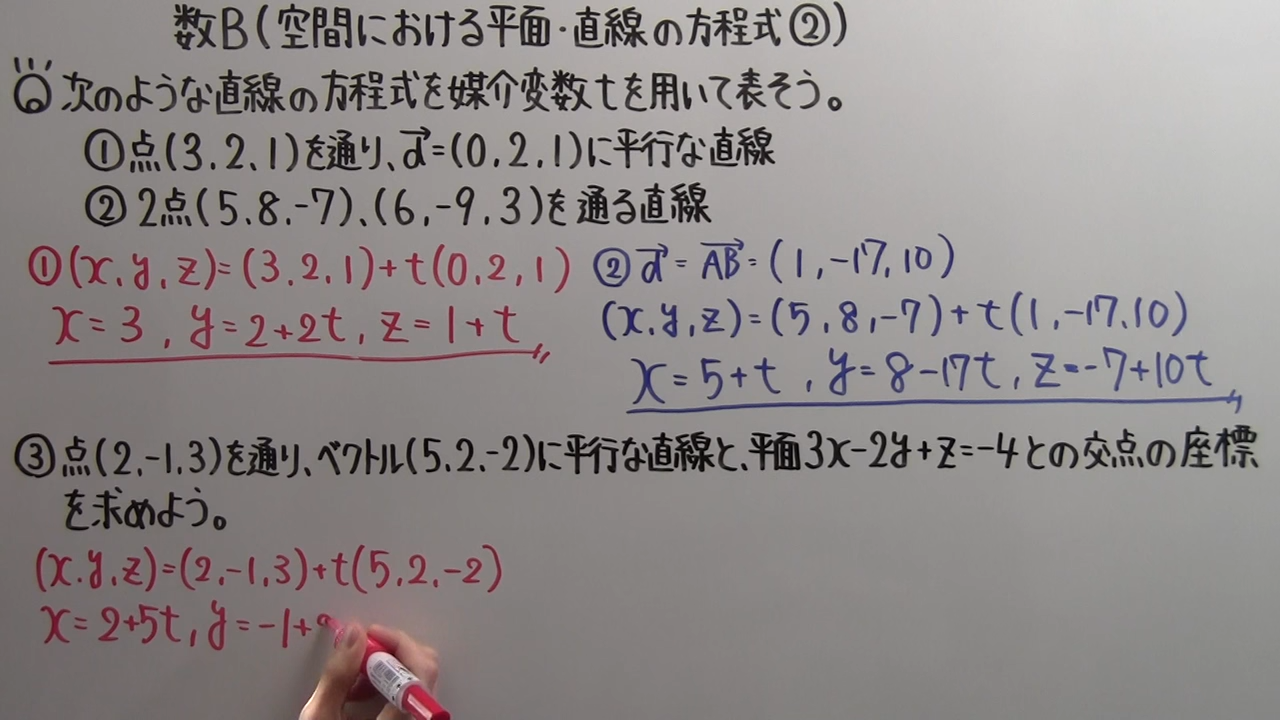 数B(空間における平面・直線の方程式②)
Q 次のような直線の方程式を媒介変数tを用いて表そう。
①点(3,2,1)を通り、d→=(0,2,1)に平行な直線
②2点(5,8,-7)、(6,-9,3)を通る直線
①(x,y,z)=(3,2,1)+t(0,2,1)
x=3, y=2+2t, z=1+t
②d→=AB→=(1,-17,10)
(x,y,z)=(5,8,-7)+t(1,-17,10)
x=5+t, y=8-17t, z=-7+10t
③点(2,-1,3)を通り、ベクトル(5,2,-2)に平行な直線と、平面3x-2y+z=-4との交点の座標
を求めよう。
(x,y,z)=(2,-1,3)+t(5,2,-2)
x=2+5t, y=-1+